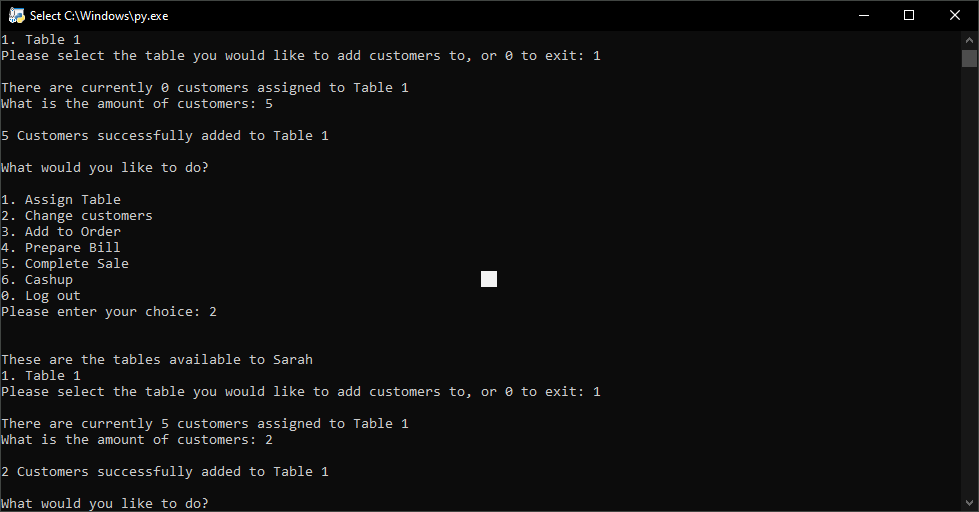 Select C:\Windows\py.exe
1. Table 1
Please select the table you would like to add customers to, or 0 to exit: 1
There are currently 0 customers assigned to Table 1
What is the amount of customers: 5
5 Customers successfully added to Table 1
What would you like to do?
1. Assign Table
2. Change customers
3. Add to Order
4. Prepare Bill
5. Complete Sale
6. Cashup
0. Log out
Please enter your choice: 2
These are the tables available to Sarah
1. Table 1
Please select the table you would like to add customers to, or 0 to exit: 1
There are currently 5 customers assigned to Table 1
What is the amount of customers: 2
2 Customers successfully added to Table 1
What would you like to do?